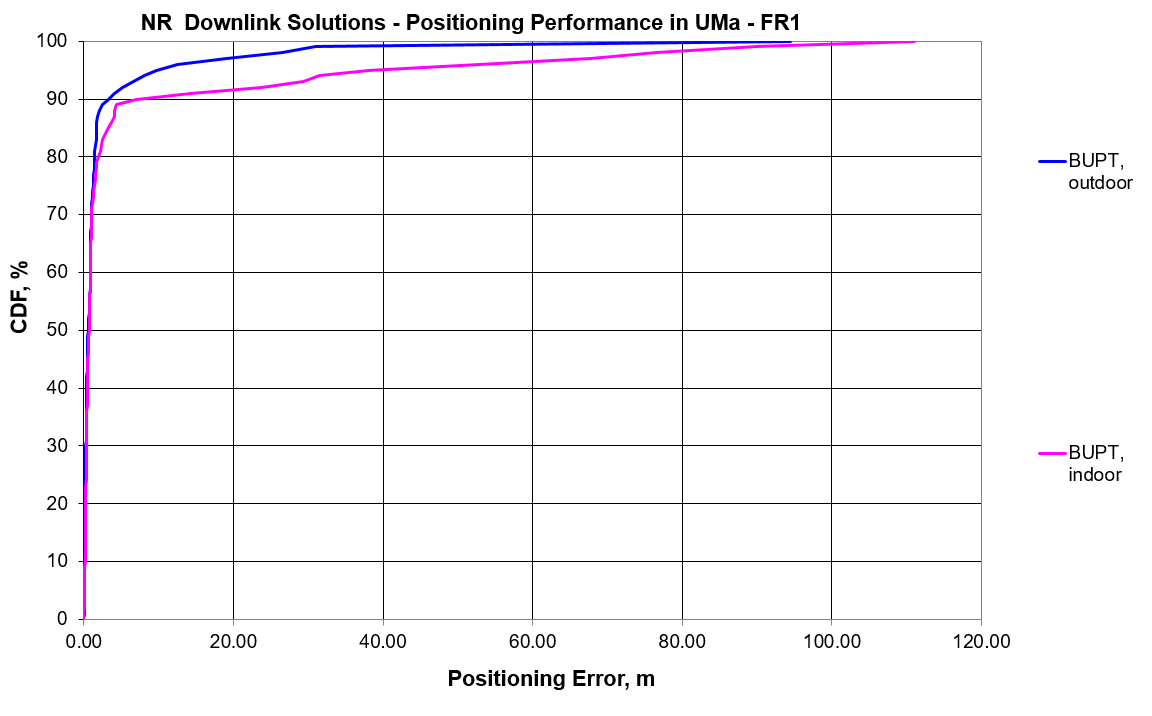 NR  Downlink Solutions - Positioning Performance in UMa - FR1
100
90
80
70
60
50
40
30
20
10
0
CDF, %
0.00 20.00 40.00 60.00 80.00 100.00 120.00
Positioning Error, m
BUPT,
outdoor
BUPT,
indoor